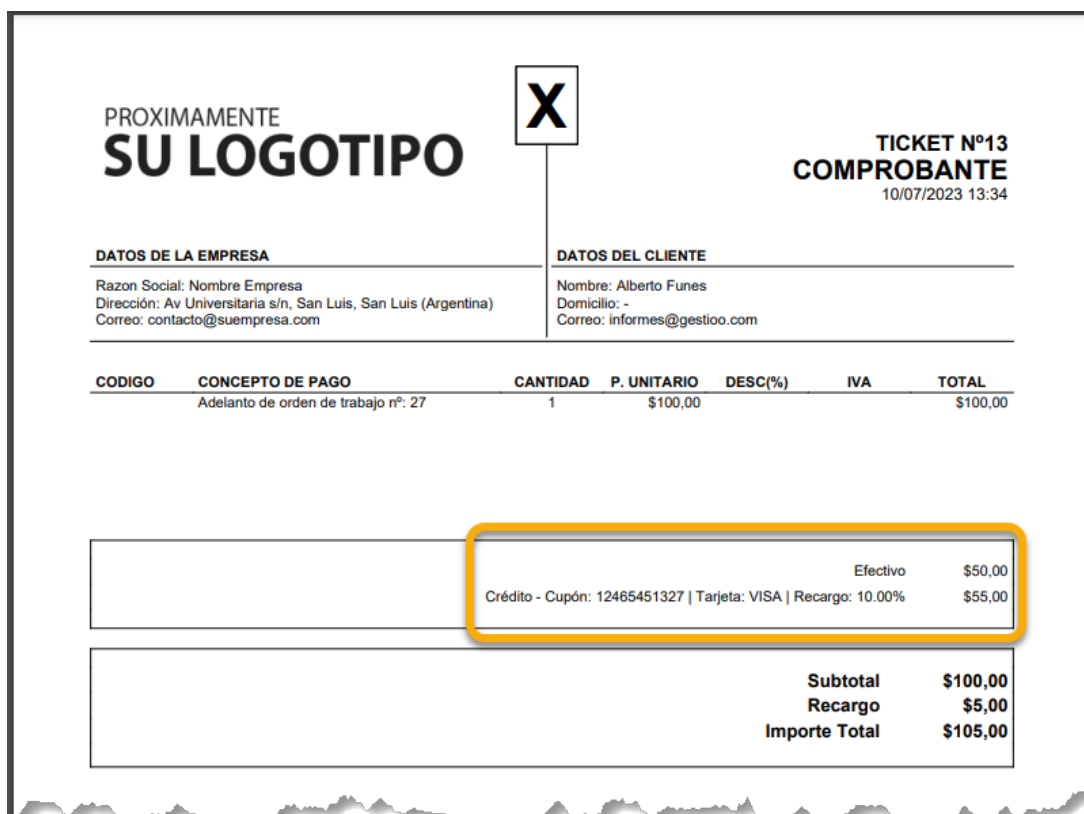 X
PROXIMAMENTE
SU LOGOTIPO
TICKET Nº13
COMPROBANTE
10/07/2023 13:34
DATOS DE LA EMPRESA
Razon Social: Nombre Empresa
Dirección: Av Universitaria s/n, San Luis, San Luis (Argentina)
Correo: contacto@suempresa.com
DATOS DEL CLIENTE
Nombre: Alberto Funes
Domicilio: -
Correo: informes@gestioo.com
CODIGO CONCEPTO DE PAGO CANTIDAD P. UNITARIO DESC(%) IVA TOTAL
Adelanto de orden de trabajo nº: 27 1 $100,00 $100,00
Efectivo $50,00
Crédito - Cupón: 12465451327 | Tarjeta: VISA | Recargo: 10.00% $55,00
Subtotal $100,00
Recargo $5,00
Importe Total $105,00